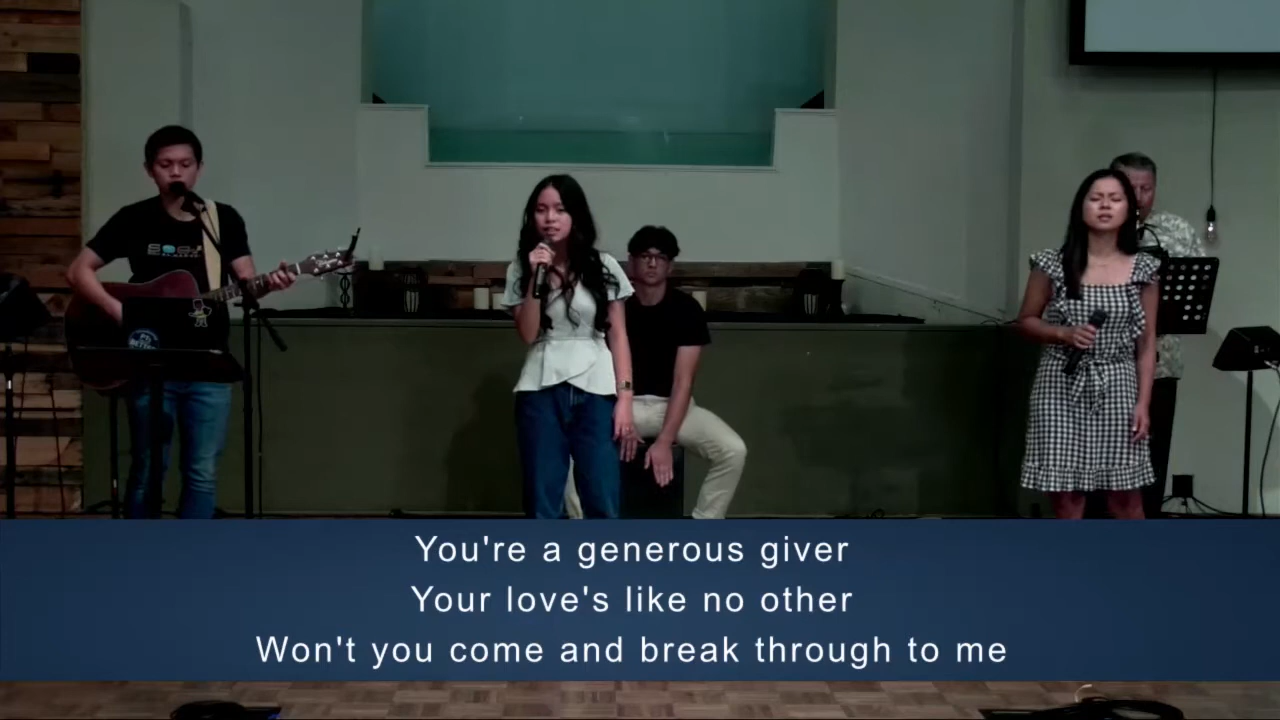 You're a generous giver
Your love's like no other
Won't you come and break through to me